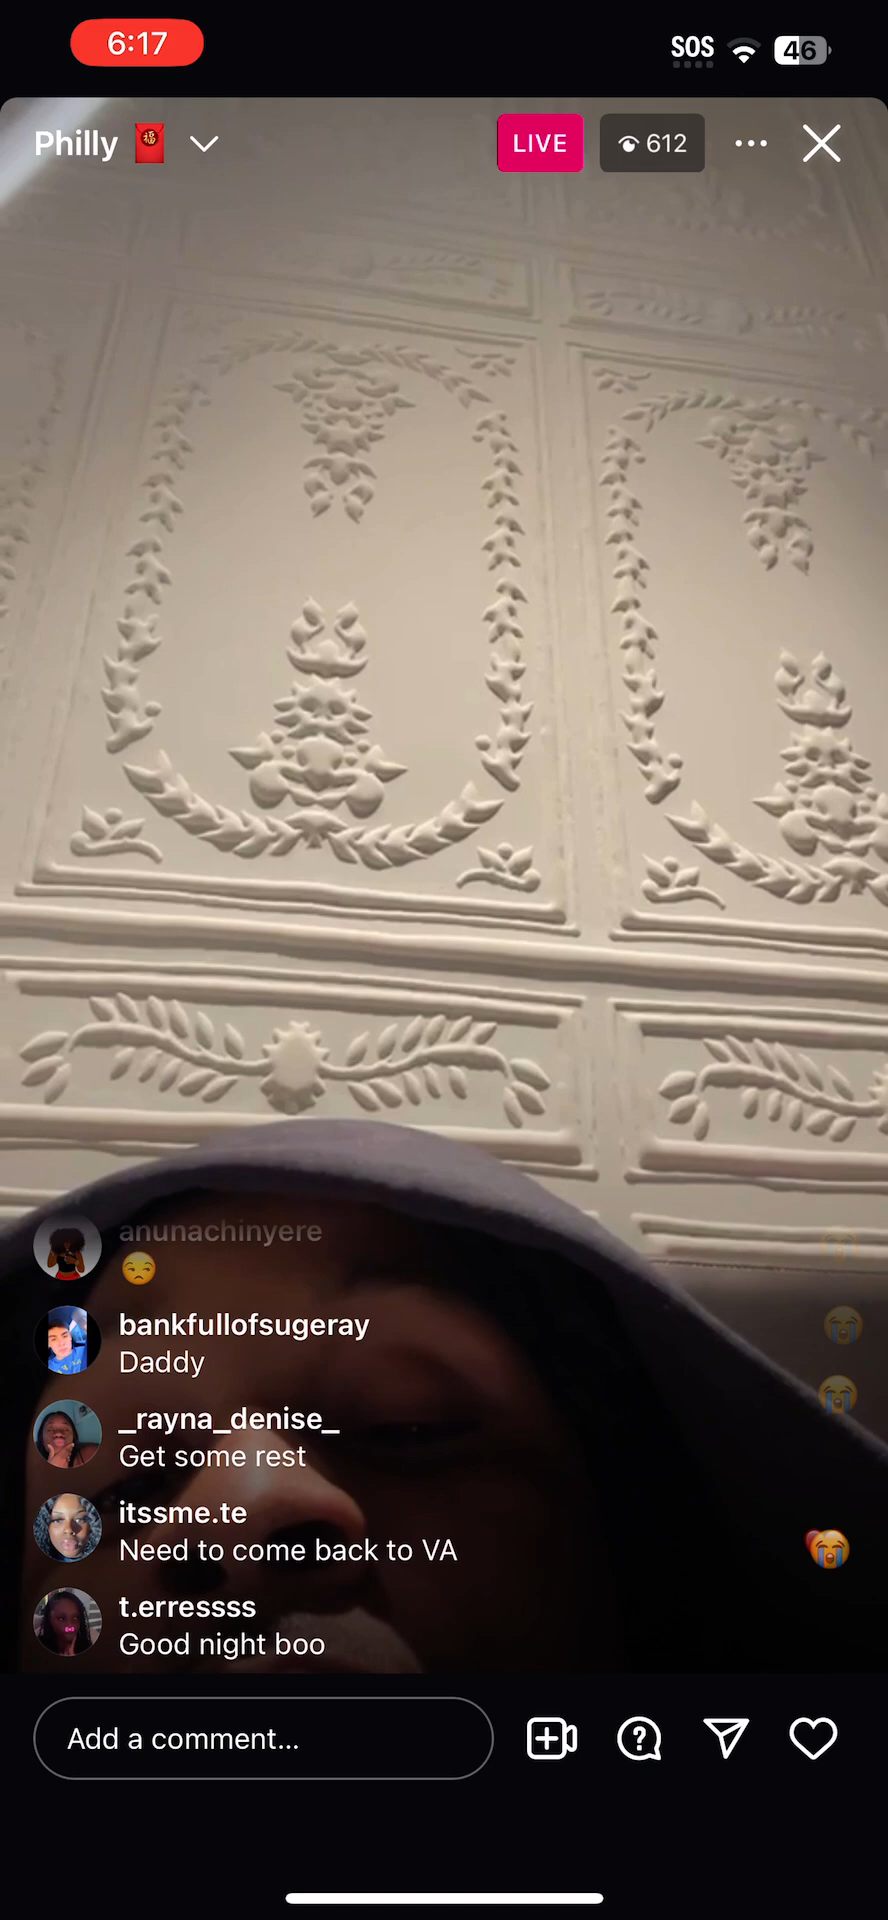 6:17
SOS
46
Philly 🧧
LIVE
612
anunachinyere
😒
bankfullofsugeray
Daddy
_rayna_denise_
Get some rest
itssme.te
Need to come back to VA
t.erressss
Good night boo
Add a comment...